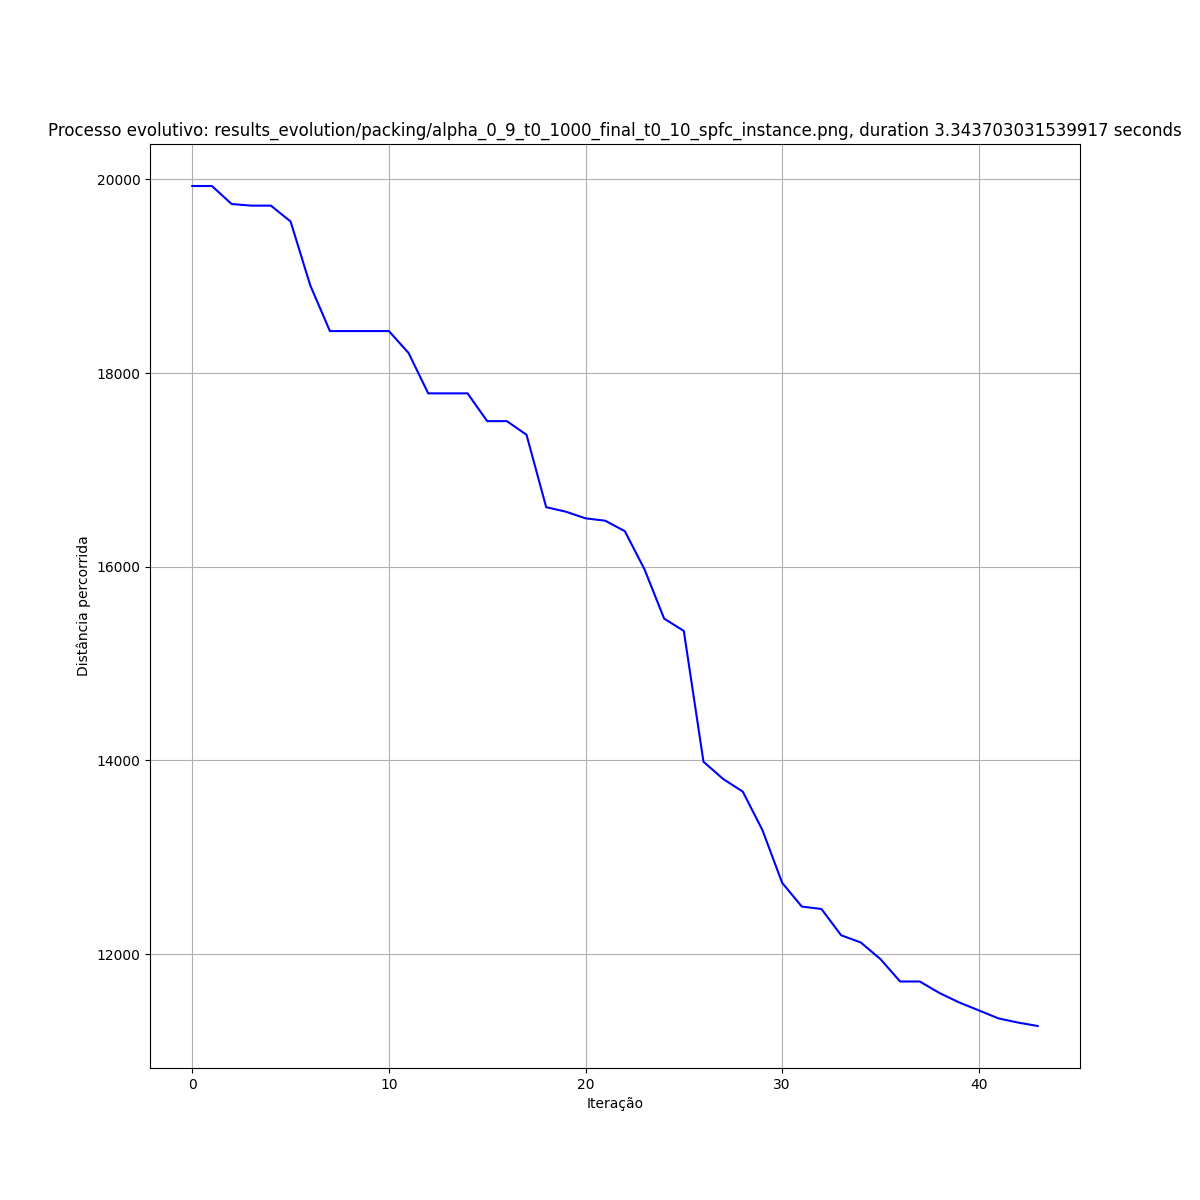 Processo evolutivo: results_evolution/packing/alpha_0_9_t0_1000_final_t0_10_spfc_instance.png, duration 3.343703031539917 seconds
20000
18000
16000
14000
12000
Distância percorrida
0 10 20 30 40
Iteração